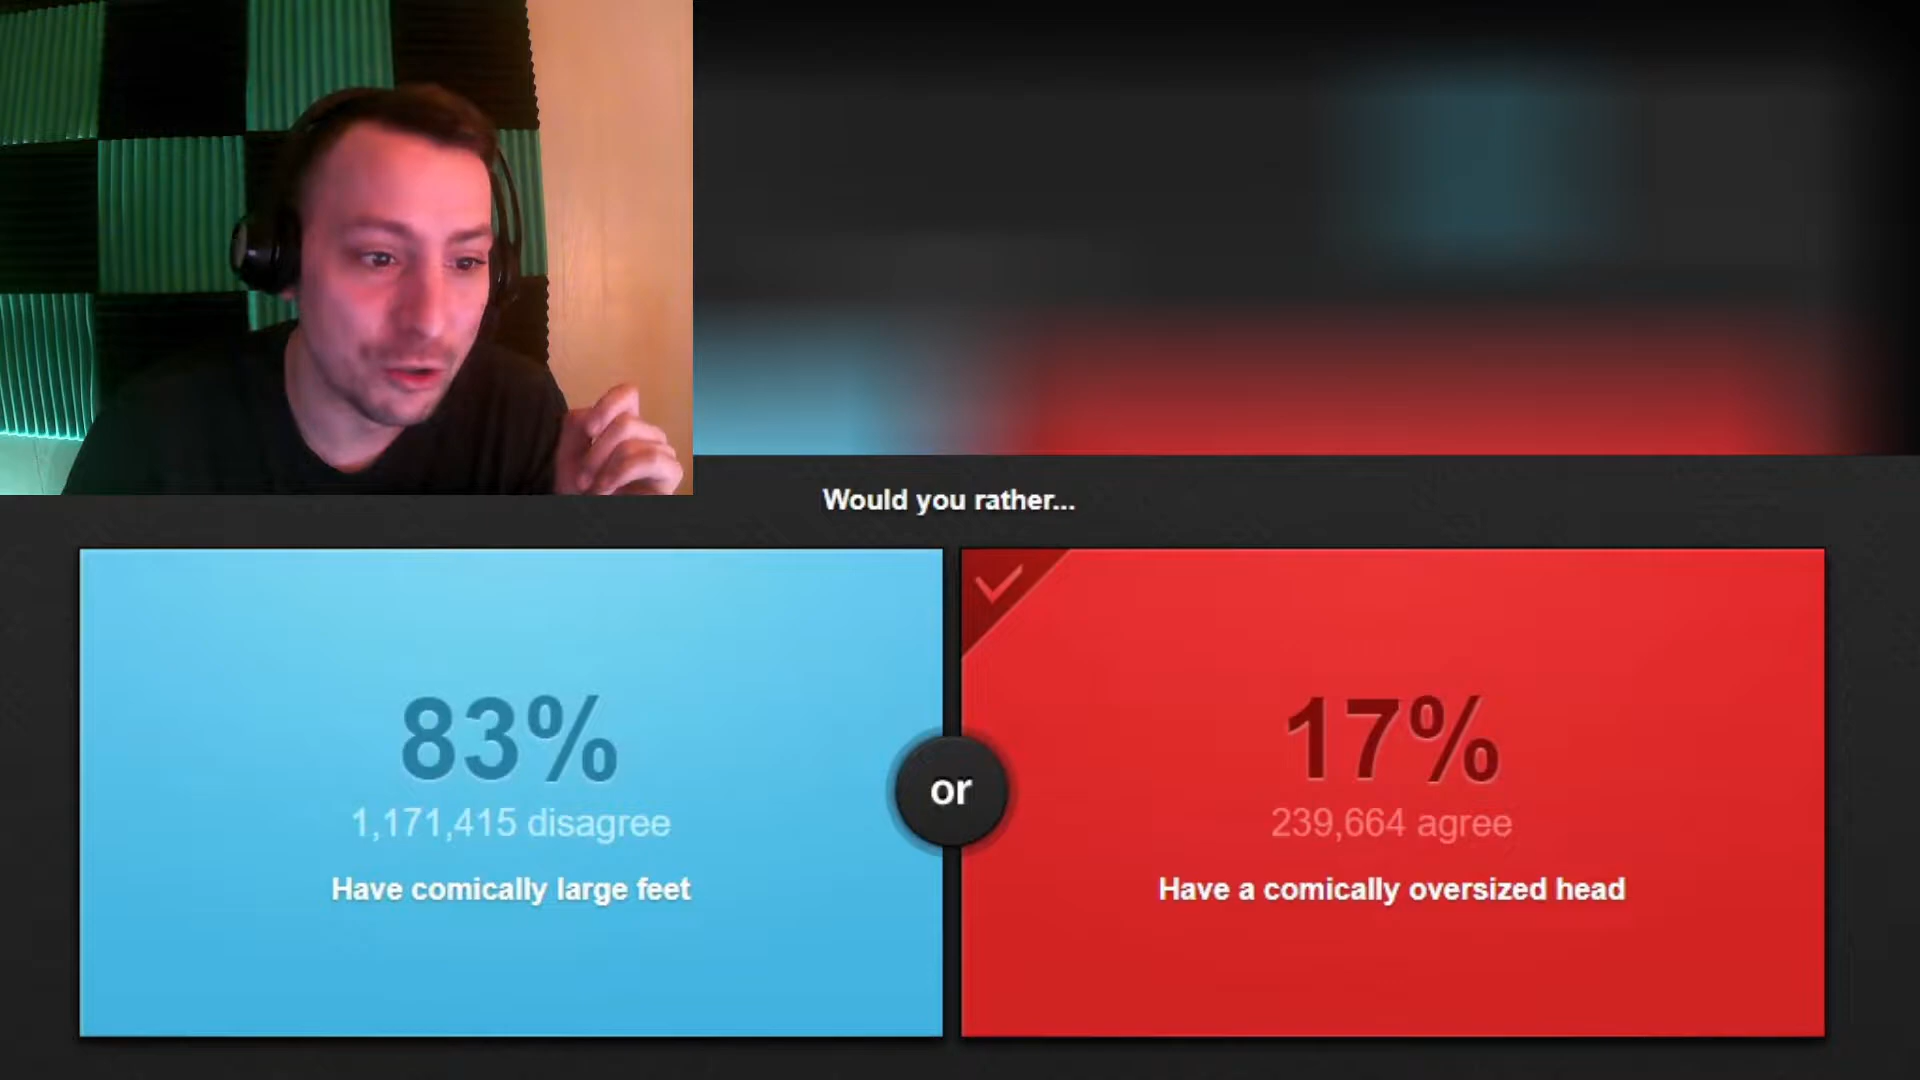 Would you rather...
83%
1,171,415 disagree
Have comically large feet
or
17%
239,664 agree
Have a comically oversized head